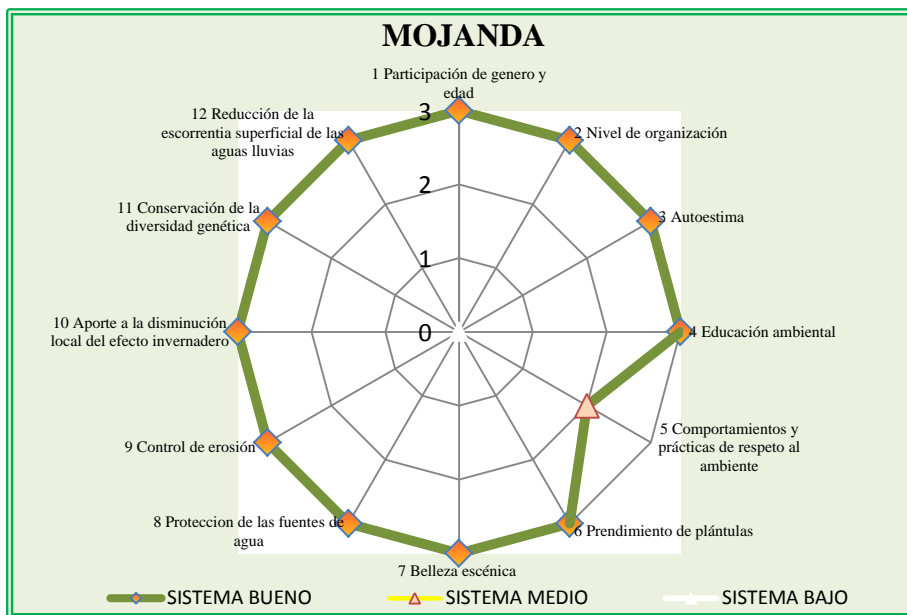 MOJANDA
1 Participación de genero y
edad
2 Nivel de organización
3 Autoestima
4 Educación ambiental
5 Comportamientos y
prácticas de respeto al
ambiente
6 Prendimiento de plántulas
7 Belleza escénica
8 Proteccion de las fuentes de
agua
9 Control de erosión
10 Aporte a la disminución
local del efecto invernadero
11 Conservación de la
diversidad genética
12 Reducción de la
escorrentia superficial de las
aguas lluvias
3
2
1
0
SISTEMA BUENO
SISTEMA MEDIO
SISTEMA BAJO